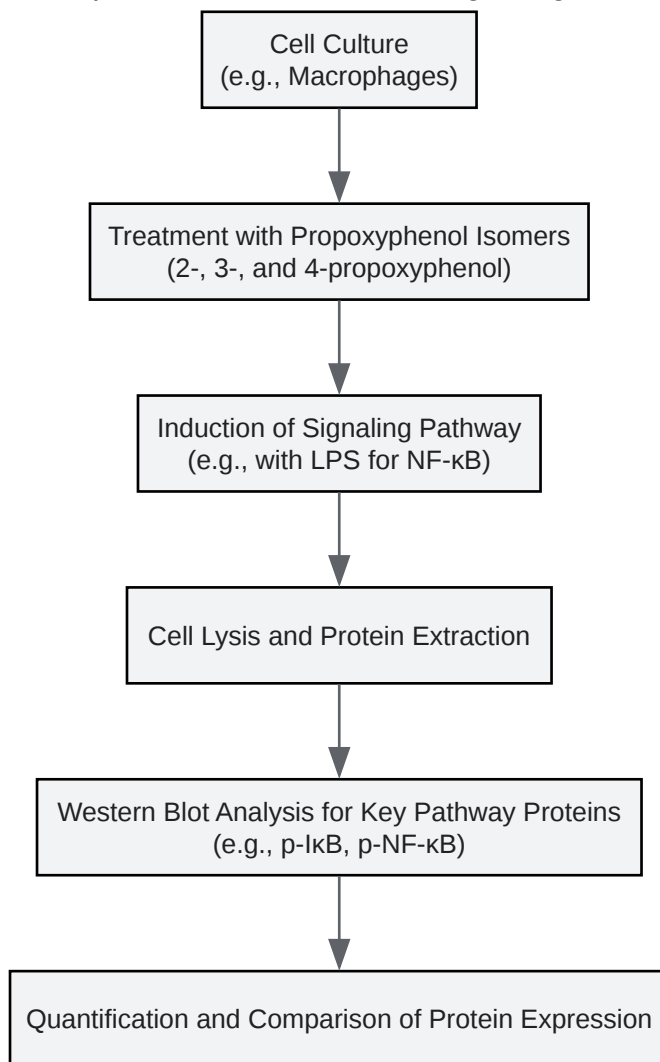 Cell Culture
(e.g., Macrophages)
Treatment with Propoxyphenol Isomers
(2-, 3-, and 4-propoxyphenol)
Induction of Signaling Pathway
(e.g., with LPS for NF-κB)
Cell Lysis and Protein Extraction
Western Blot Analysis for Key Pathway Proteins
(e.g., p-IκB, p-NF-κB)
Quantification and Comparison of Protein Expression